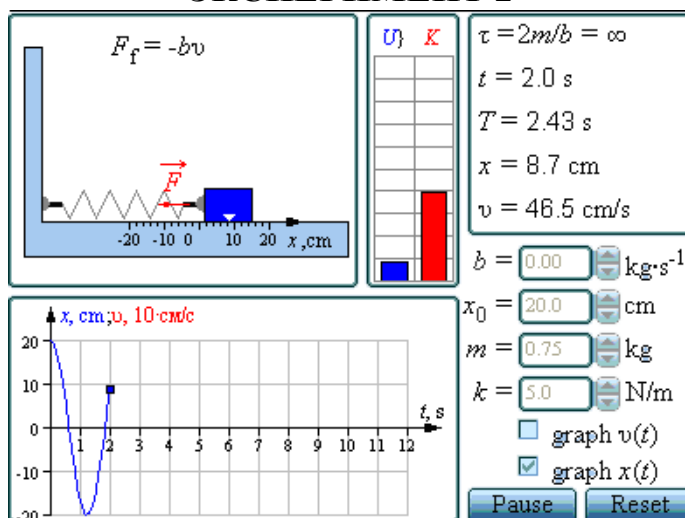 F_f = -bυ
F
-20 -10 0 10 20 x ,cm
U} K
τ = 2m/b = ∞
t = 2.0 s
T = 2.43 s
x = 8.7 cm
υ = 46.5 cm/s
b = 0.00 kg·s⁻¹
x₀ = 20.0 cm
m = 0.75 kg
k = 5.0 N/m
graph υ(t)
graph x(t)
Pause Reset
x, cm;υ, 10·см/с
20
10
0
-10
-20
1 2 3 4 5 6 7 8 9 10 11 12
t, s